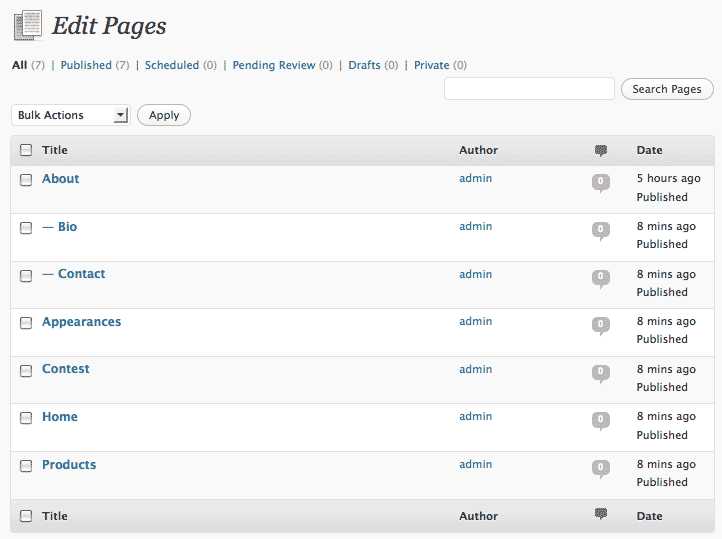 Edit Pages
All (7) | Published (7) | Scheduled (0) | Pending Review (0) | Drafts (0) | Private (0)
Search Pages
Bulk Actions Apply
Title Author Date
About admin 0 5 hours ago
Published
— Bio admin 0 8 mins ago
Published
— Contact admin 0 8 mins ago
Published
Appearances admin 0 8 mins ago
Published
Contest admin 0 8 mins ago
Published
Home admin 0 8 mins ago
Published
Products admin 0 8 mins ago
Published
Title Author Date